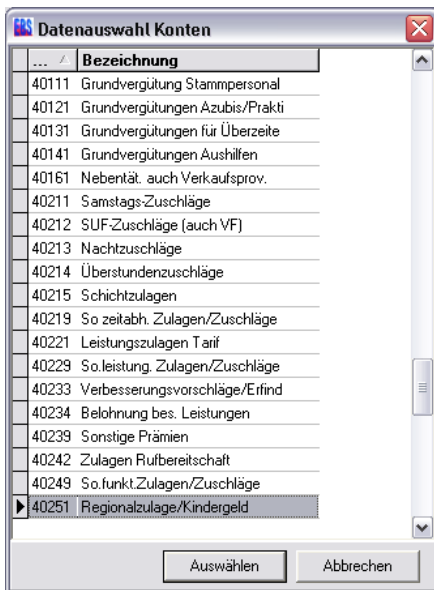 EBS Datenauswahl Konten
... Bezeichnung
40111 Grundvergütung Stammpersonal
40121 Grundvergütungen Azubis/Prakti
40131 Grundvergütungen für Überzeite
40141 Grundvergütungen Aushilfen
40161 Nebentät. auch Verkaufsprov.
40211 Samstags-Zuschläge
40212 SUF-Zuschläge (auch VF)
40213 Nachtzuschläge
40214 Überstundenzuschläge
40215 Schichtzulagen
40219 So zeitabh. Zulagen/Zuschläge
40221 Leistungszulagen Tarif
40229 So.leistung. Zulagen/Zuschläge
40233 Verbesserungsvorschläge/Erfind
40234 Belohnung bes. Leistungen
40239 Sonstige Prämien
40242 Zulagen Rufbereitschaft
40249 So.funkt.Zulagen/Zuschläge
40251 Regionalzulage/Kindergeld
Auswählen Abbrechen